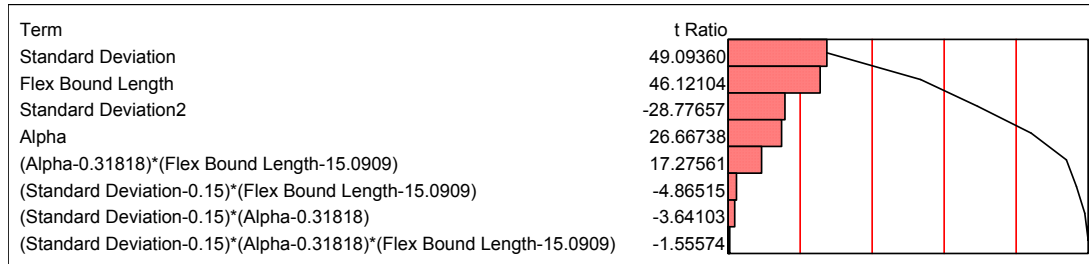 Term t Ratio
Standard Deviation 49.09360
Flex Bound Length 46.12104
Standard Deviation2 -28.77657
Alpha 26.66738
(Alpha-0.31818)*(Flex Bound Length-15.0909) 17.27561
(Standard Deviation-0.15)*(Flex Bound Length-15.0909) -4.86515
(Standard Deviation-0.15)*(Alpha-0.31818) -3.64103
(Standard Deviation-0.15)*(Alpha-0.31818)*(Flex Bound Length-15.0909) -1.55574